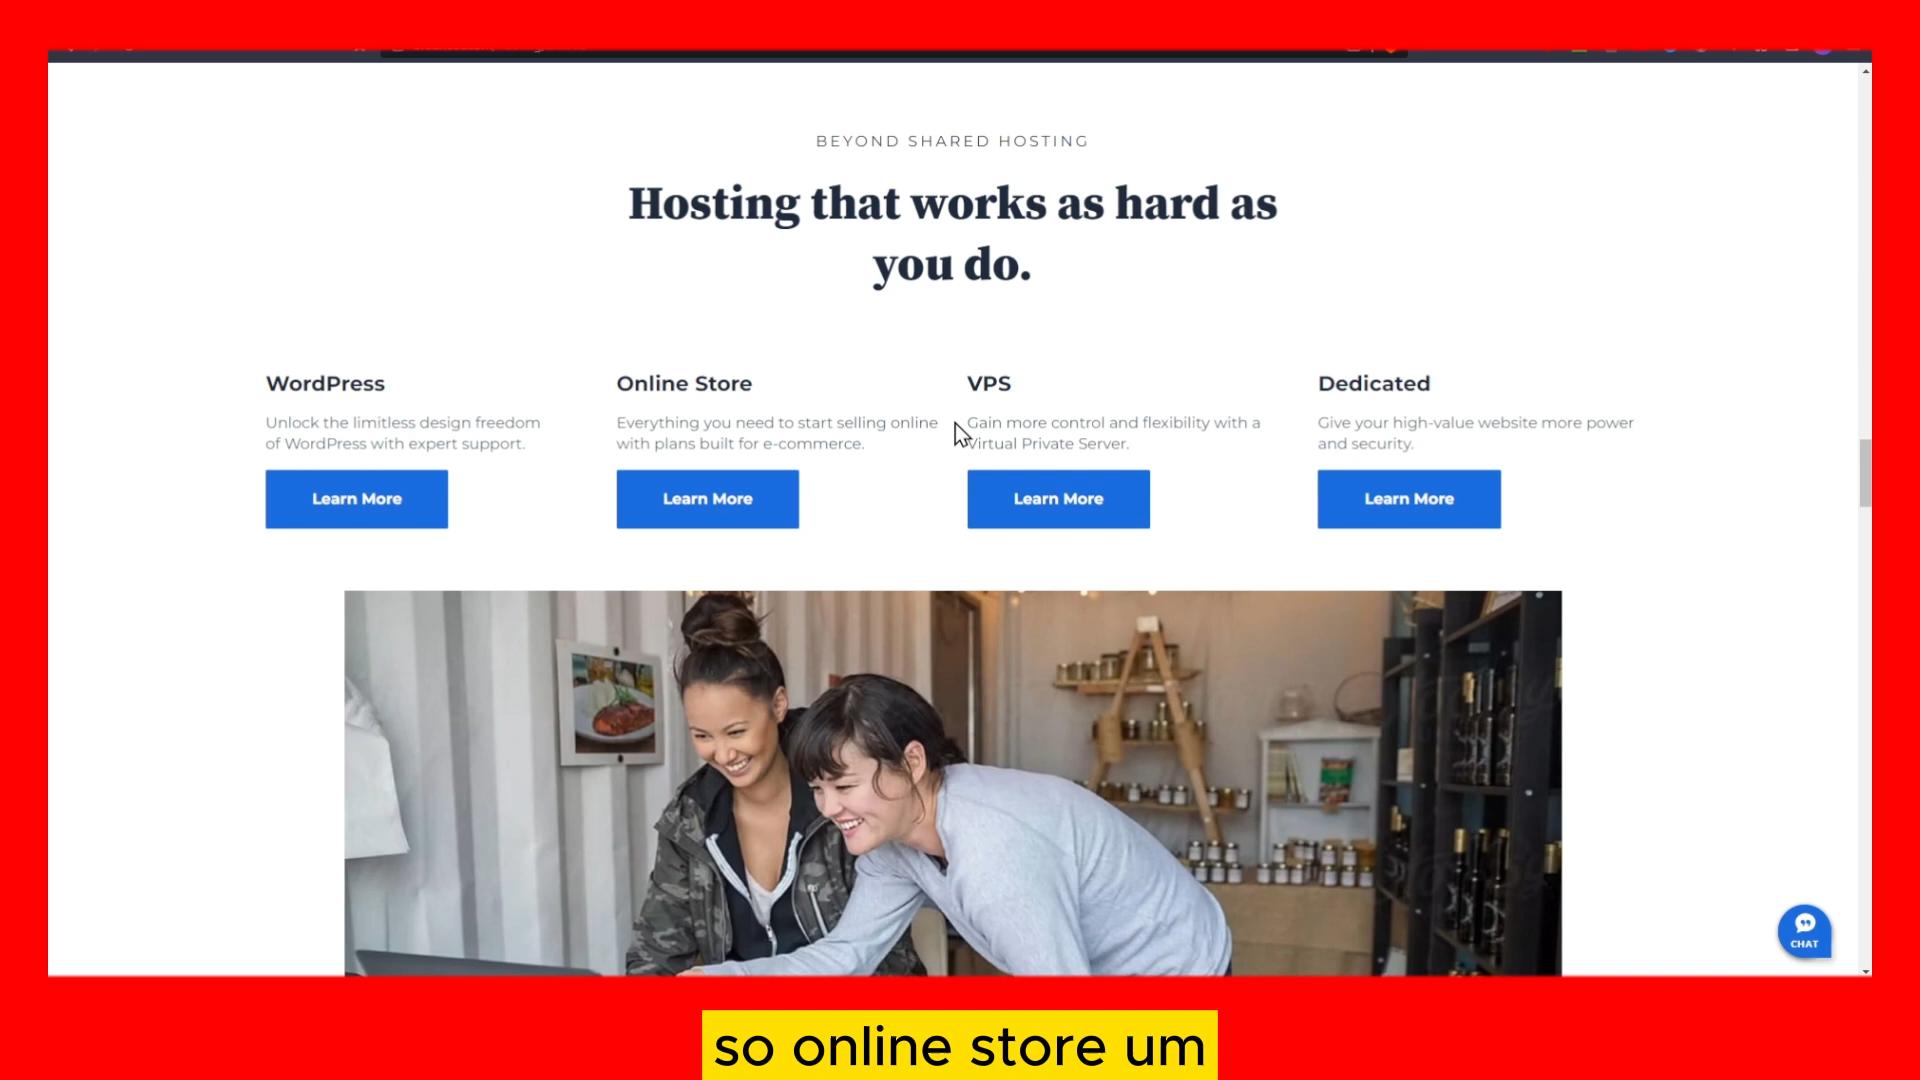 BEYOND SHARED HOSTING
Hosting that works as hard as
you do.
WordPress
Unlock the limitless design freedom
of WordPress with expert support.
Learn More
Online Store
Everything you need to start selling online
with plans built for e-commerce.
Learn More
VPS
Gain more control and flexibility with a
Virtual Private Server.
Learn More
Dedicated
Give your high-value website more power
and security.
Learn More
CHAT
so online store um